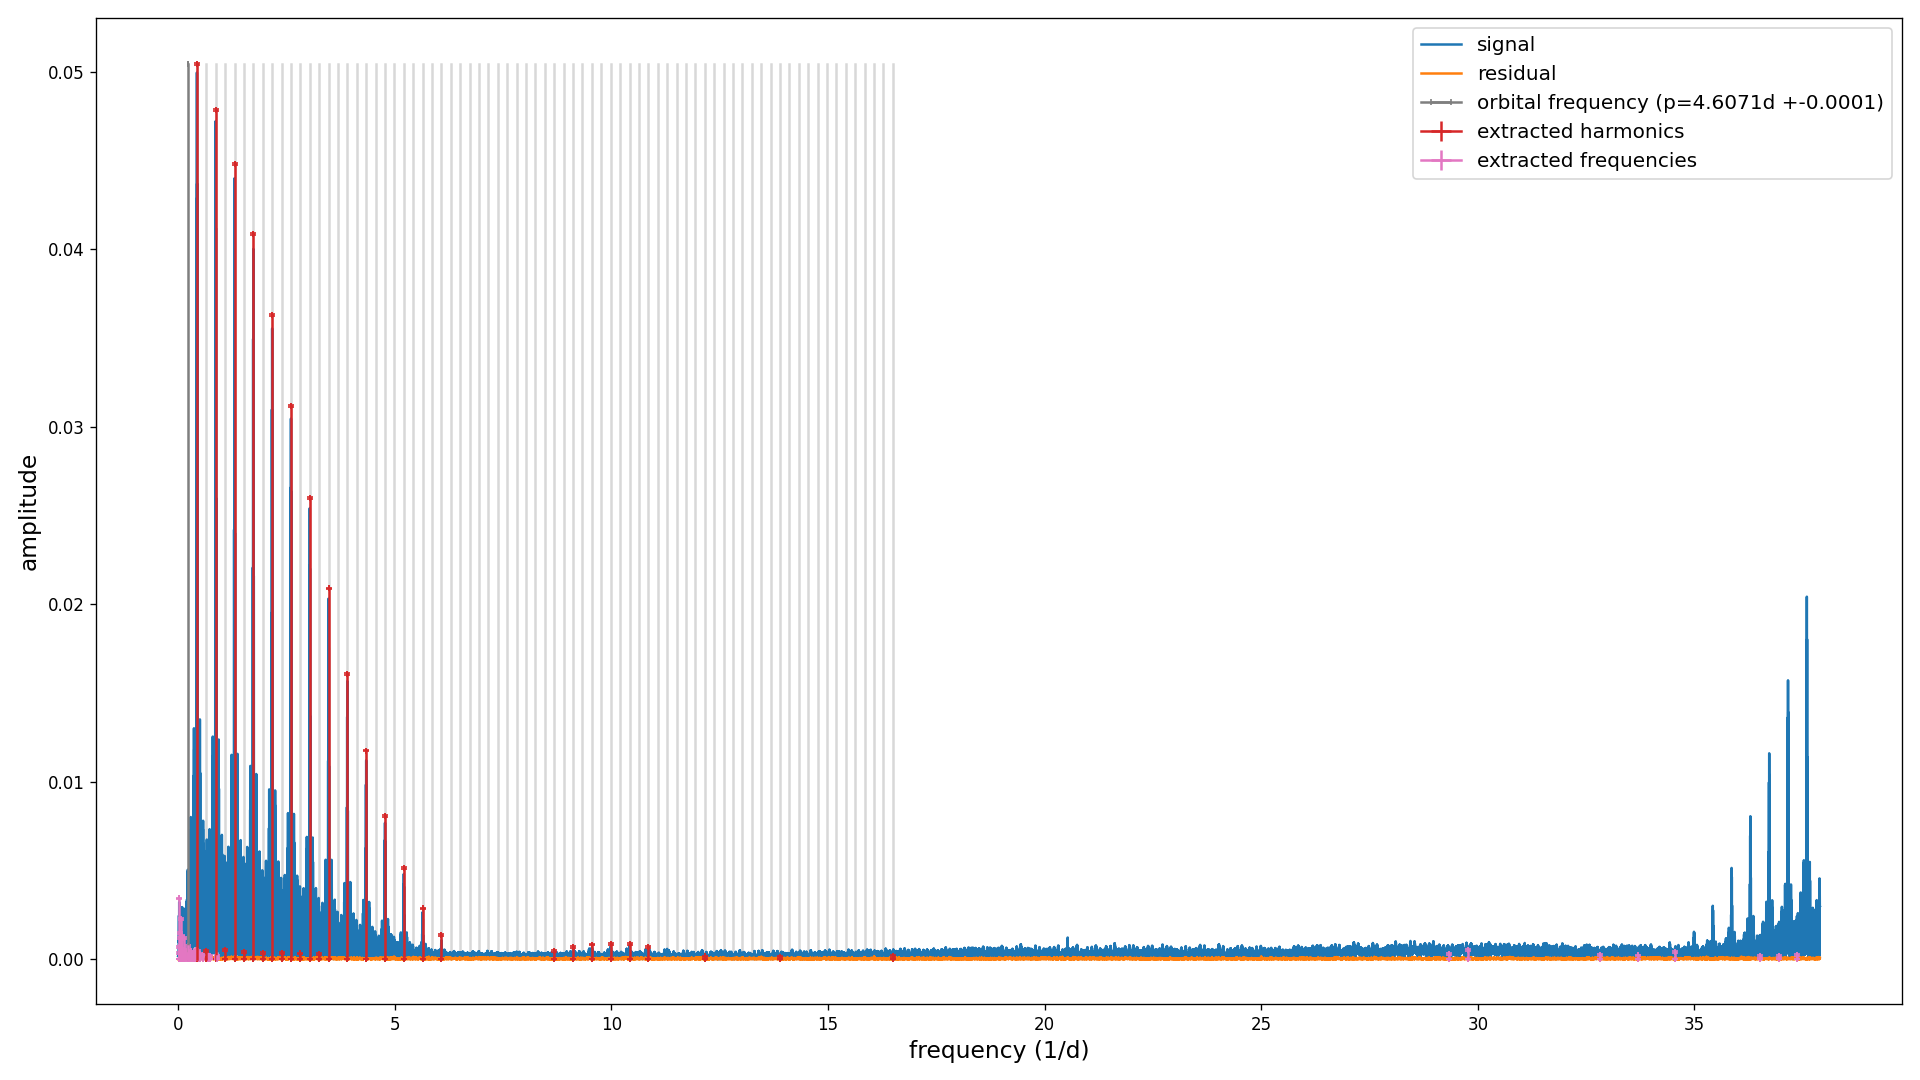 signal
residual
orbital frequency (p=4.6071d +-0.0001)
extracted harmonics
extracted frequencies
0.05
0.04
0.03
0.02
0.01
0.00
amplitude
0 5 10 15 20 25 30 35
frequency (1/d)